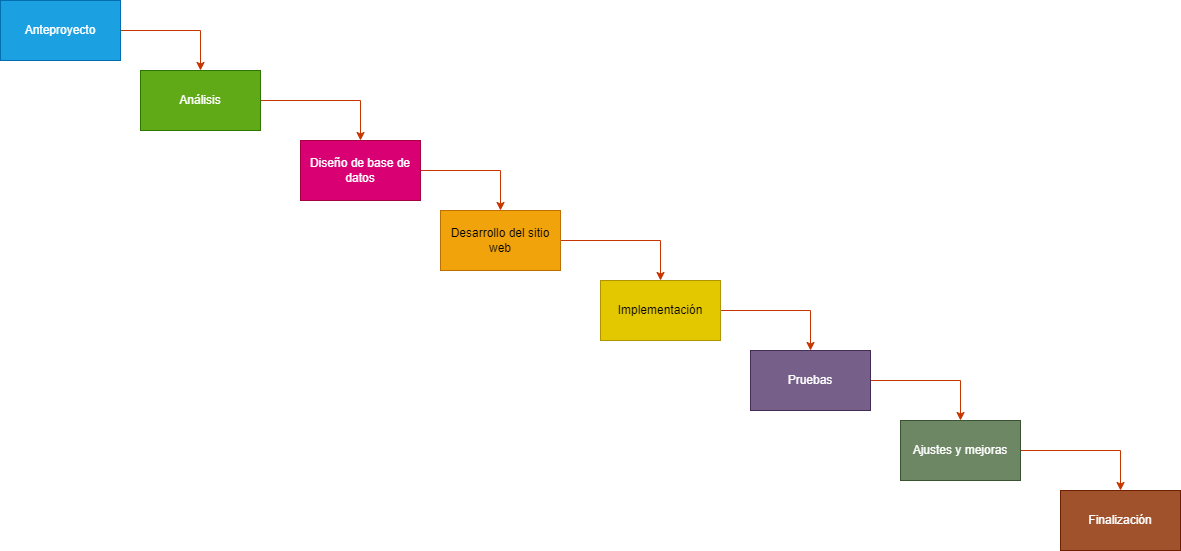 Anteproyecto
Análisis
Diseño de base de
datos
Desarrollo del sitio
web
Implementación
Pruebas
Ajustes y mejoras
Finalización